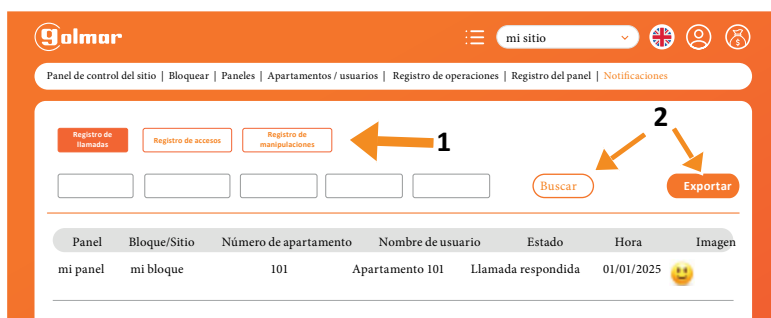 golmar
mi sitio
Panel de control del sitio | Bloquear | Paneles | Apartamentos / usuarios | Registro de operaciones | Registro del panel | Notificaciones
Registro de
llamadas
Registro de accesos
Registro de
manipulaciones
1
2
Buscar
Exportar
Panel Bloque/Sitio Número de apartamento Nombre de usuario Estado Hora Imagen
mi panel mi bloque 101 Apartamento 101 Llamada respondida 01/01/2025